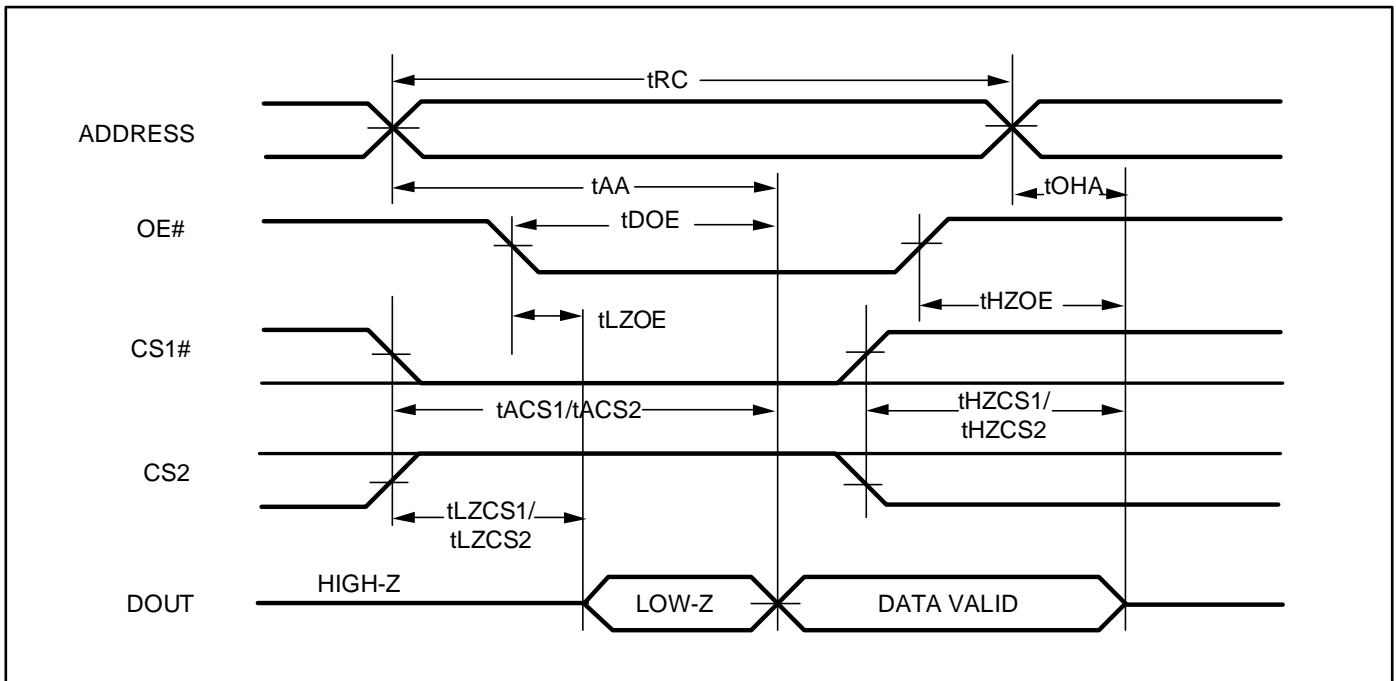 tRC
ADDRESS
tAA
tOHA
OE#
tDOE
tHZOE
tLZOE
CS1#
tACS1/tACS2
tHZCS1/
tHZCS2
CS2
tLZCS1/
tLZCS2
HIGH-Z
DOUT
LOW-Z
DATA VALID